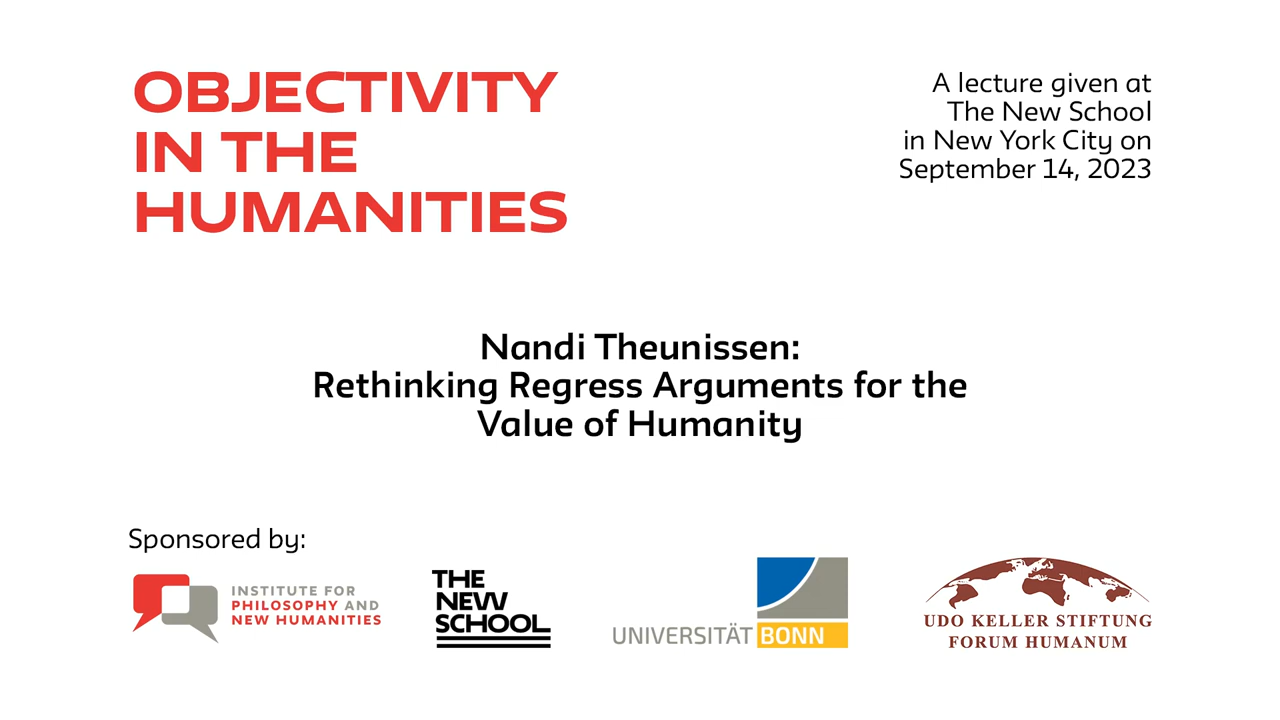 OBJECTIVITY
IN THE
HUMANITIES
A lecture given at
The New School
in New York City on
September 14, 2023
Nandi Theunissen:
Rethinking Regress Arguments for the
Value of Humanity
Sponsored by:
INSTITUTE FOR
PHILOSOPHY AND
NEW HUMANITIES
THE
NEW
SCHOOL
UNIVERSITÄT BONN
UDO KELLER STIFTUNG
FORUM HUMANUM